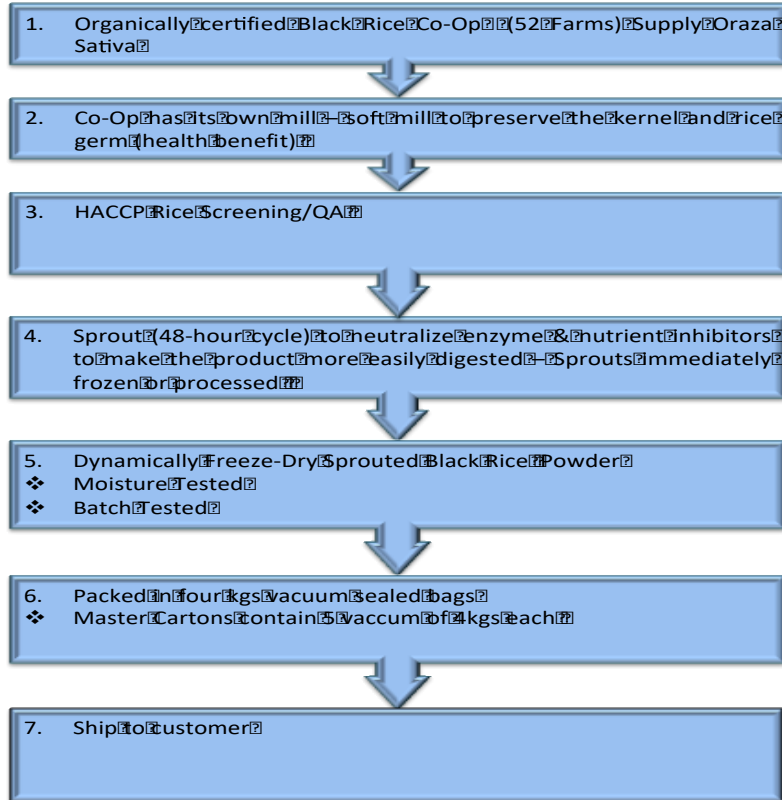 1. Organically certified Black Rice Co-Op (52 Farms) Supply Oraza
Sativa
2. Co-Op has its own mill – soft mill to preserve the kernel and rice
germ (health benefit)
3. HACCP Rice Screening/QA
4. Sprout (48-hour cycle) to neutralize enzyme & nutrient inhibitors
to make the product more easily digested – Sprouts immediately
frozen or processed
5. Dynamically Freeze-Dry Sprouted Black Rice Powder
❖ Moisture Tested
❖ Batch Tested
6. Packed in four kgs vacuum sealed bags
❖ Master Cartons contain 5 vaccum of 4kgs each
7. Ship to customer